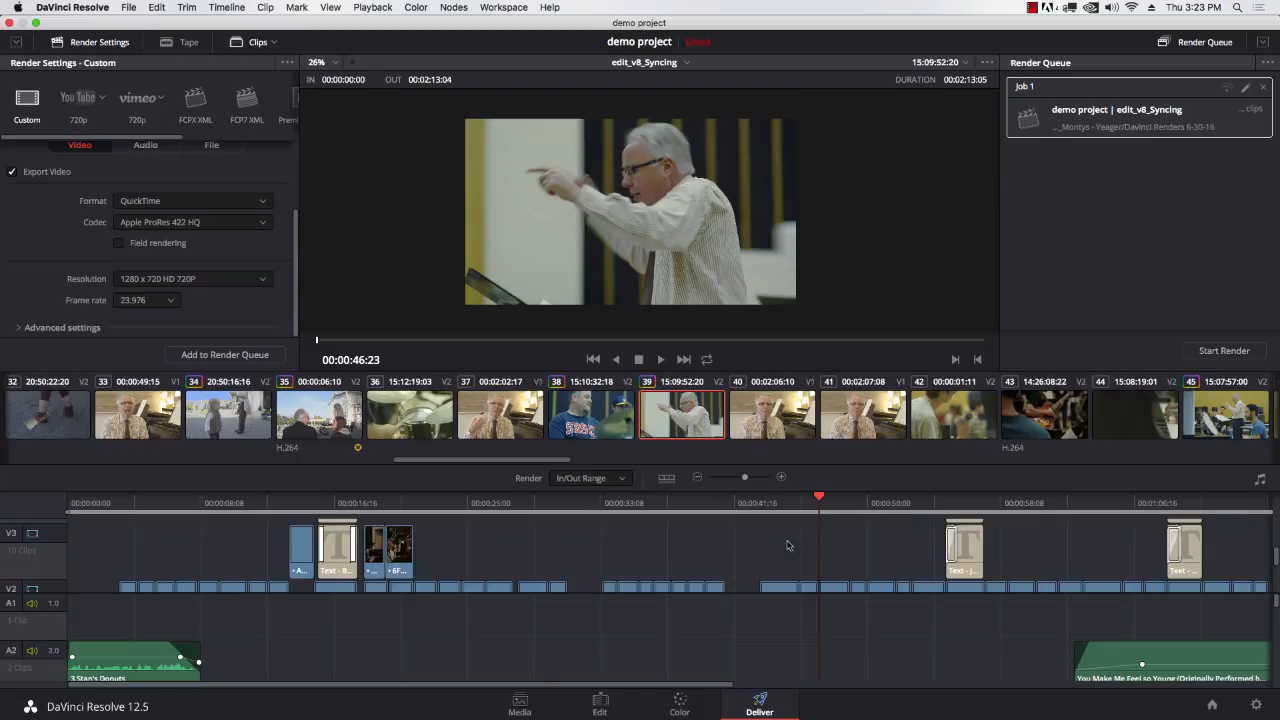 DaVinci Resolve File Edit Trim Timeline Clip Mark View Playback Color Nodes Workspace Help Thu 3:23 PM
demo project
Render Settings Tape Clips demo project Edited Render Queue
Render Settings - Custom 26% edit_v8_Syncing 15:09:52:20 Render Queue
IN 00:00:00:00 OUT 00:02:13:04 DURATION 00:02:13:05
Job 1
demo project | edit_v8_Syncing ... clips
..._Montys - Yeager/Davinci Renders 6-30-16
You Tube vimeo
Custom 720p 720p FCPX XML FCP7 XML Premi
Video Audio File
Export Video
Format QuickTime
Codec Apple ProRes 422 HQ
Field rendering
Resolution 1280 x 720 HD 720P
Frame rate 23.976
Advanced settings
Add to Render Queue 00:00:46:23 Start Render
32 20:50:22:20 V2 33 00:00:49:15 V1 34 20:50:16:16 V2 35 00:00:06:10 V2 36 15:12:19:03 V2 37 00:02:02:17 V1 38 15:10:32:18 V2 39 15:09:52:20 V2 40 00:02:06:10 V1 41 00:02:07:08 V1 42 00:00:01:11 V2 43 14:26:08:22 V2 44 15:08:19:01 V2 45 15:07:57:00 V2
H.264 H.264
Render In/Out Range
00:00:00:00 00:00:08:08 00:00:16:16 00:00:25:00 00:00:33:08 00:00:41:16 00:00:50:00 00:00:58:08 00:01:06:16
V3
10 Clips
• A... Text - B... • ... • 6F... Text - J... Text - ...
V2
A1 1.0
1 Clip
A2 2.0
2 Clips
3 Stan's Donuts You Make Me Feel so Young (Originally Performed b
DaVinci Resolve 12.5 Media Edit Color Deliver